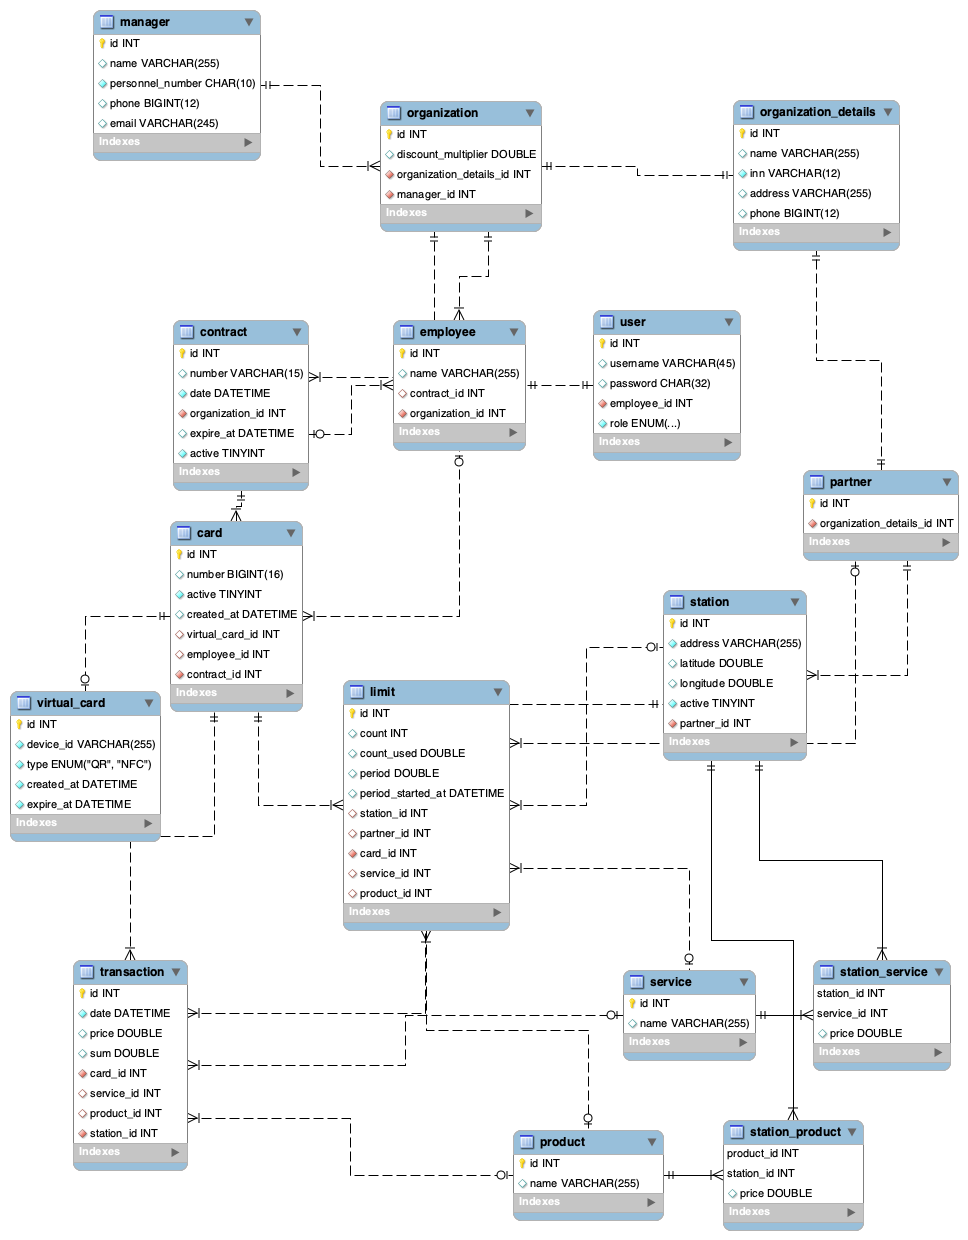 manager
id INT
name VARCHAR(255)
personnel_number CHAR(10)
phone BIGINT(12)
email VARCHAR(245)
Indexes
organization
id INT
discount_multiplier DOUBLE
organization_details_id INT
manager_id INT
Indexes
organization_details
id INT
name VARCHAR(255)
inn VARCHAR(12)
address VARCHAR(255)
phone BIGINT(12)
Indexes
contract
id INT
number VARCHAR(15)
date DATETIME
organization_id INT
expire_at DATETIME
active TINYINT
Indexes
employee
id INT
name VARCHAR(255)
contract_id INT
organization_id INT
Indexes
user
id INT
username VARCHAR(45)
password CHAR(32)
employee_id INT
role ENUM(...)
Indexes
partner
id INT
organization_details_id INT
Indexes
card
id INT
number BIGINT(16)
active TINYINT
created_at DATETIME
virtual_card_id INT
employee_id INT
contract_id INT
Indexes
station
id INT
address VARCHAR(255)
latitude DOUBLE
longitude DOUBLE
active TINYINT
partner_id INT
Indexes
virtual_card
id INT
device_id VARCHAR(255)
type ENUM("QR", "NFC")
created_at DATETIME
expire_at DATETIME
Indexes
limit
id INT
count INT
count_used DOUBLE
period DOUBLE
period_started_at DATETIME
station_id INT
partner_id INT
card_id INT
service_id INT
product_id INT
Indexes
transaction
id INT
date DATETIME
price DOUBLE
sum DOUBLE
card_id INT
service_id INT
product_id INT
station_id INT
Indexes
service
id INT
name VARCHAR(255)
Indexes
station_service
station_id INT
service_id INT
price DOUBLE
Indexes
product
id INT
name VARCHAR(255)
Indexes
station_product
product_id INT
station_id INT
price DOUBLE
Indexes